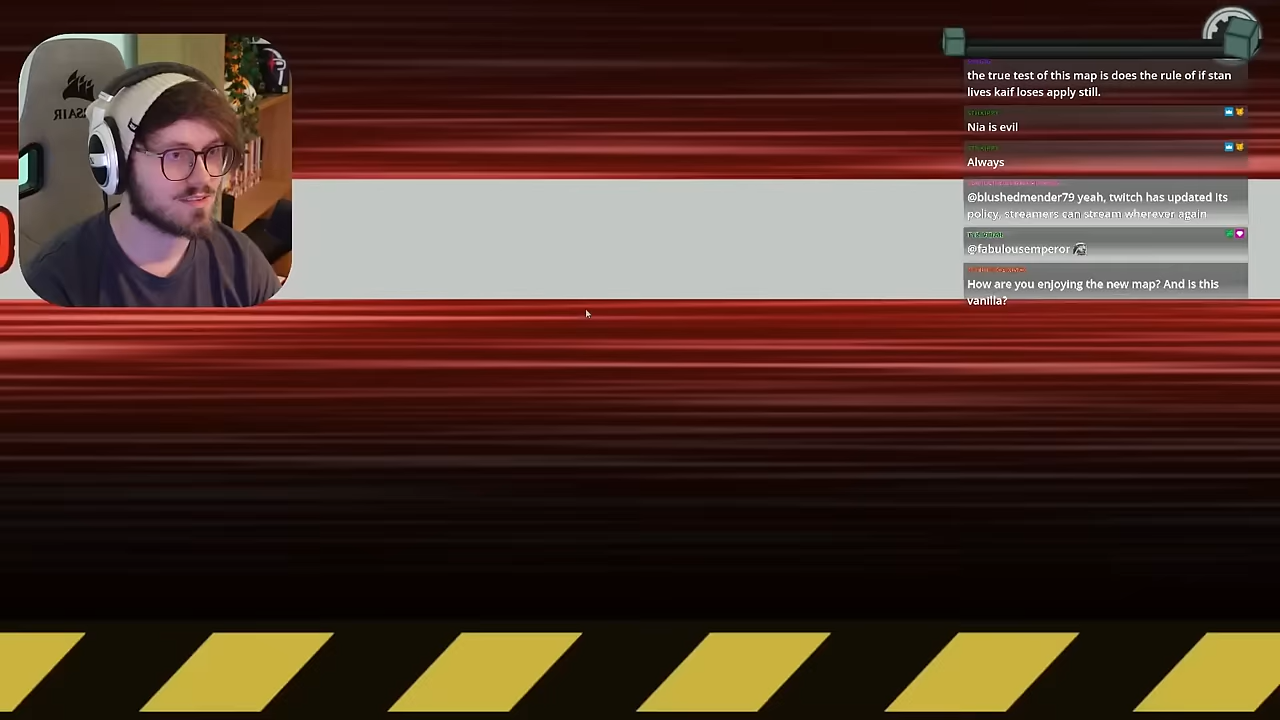 the true test of this map is does the rule of if stan
lives kaif loses apply still.
Nia is evil
Always
@blushedmender79 yeah, twitch has updated its
policy, streamers can stream wherever again
@fabulousemperor
How are you enjoying the new map? And is this
vanilla?